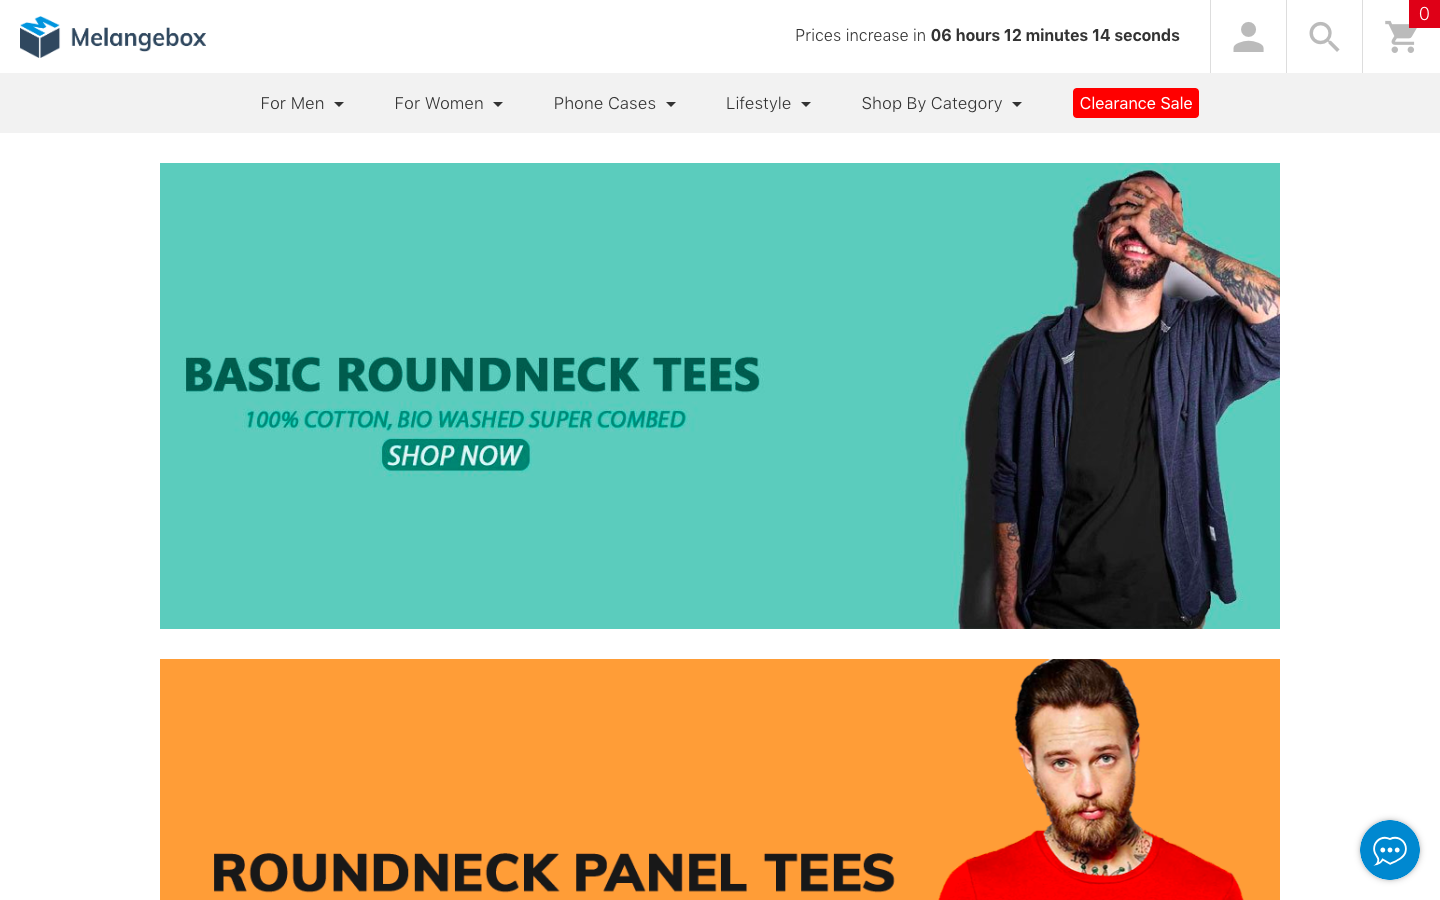 Melangebox
Prices increase in 06 hours 12 minutes 14 seconds
0
For Men
For Women
Phone Cases
Lifestyle
Shop By Category
Clearance Sale
BASIC ROUNDNECK TEES
100% COTTON, BIO WASHED SUPER COMBED
SHOP NOW
ROUNDNECK PANEL TEES